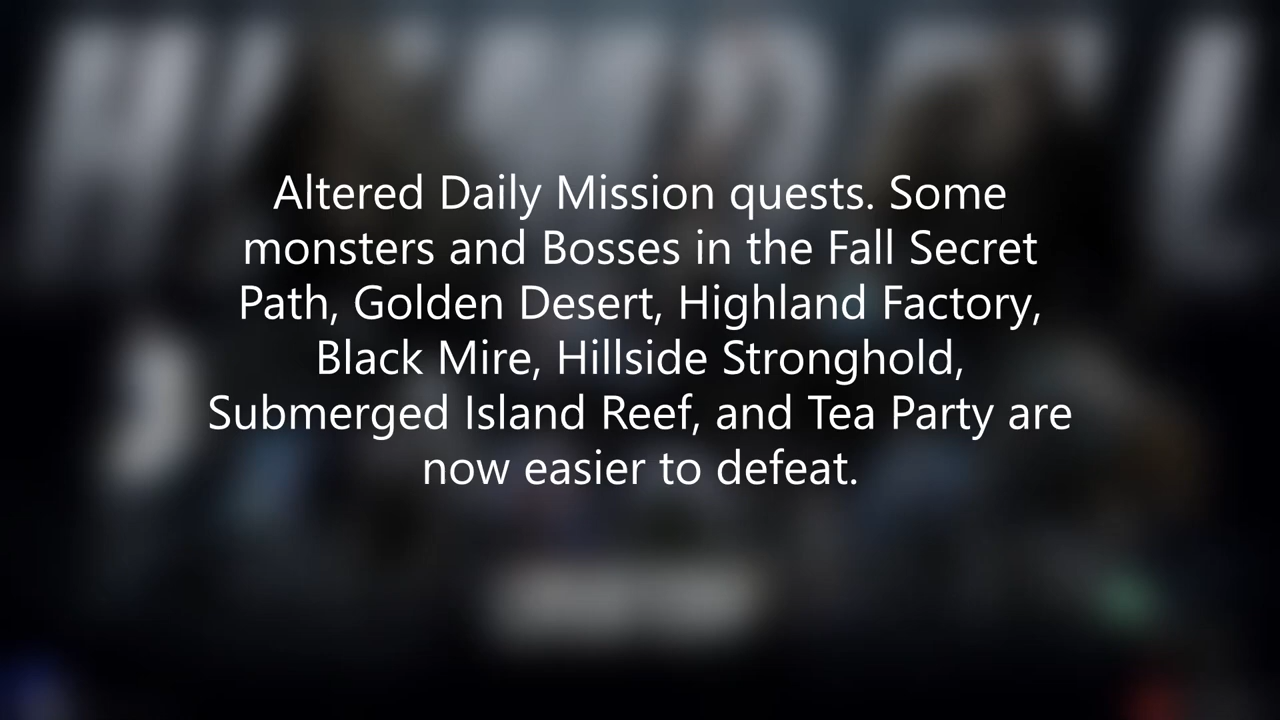 Altered Daily Mission quests. Some
monsters and Bosses in the Fall Secret
Path, Golden Desert, Highland Factory,
Black Mire, Hillside Stronghold,
Submerged Island Reef, and Tea Party are
now easier to defeat.